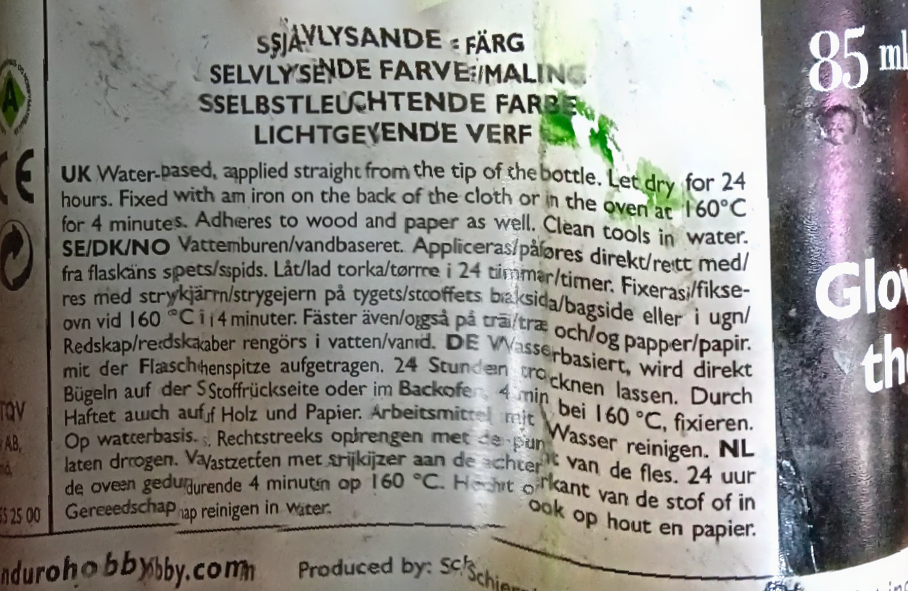 SJÄVLYSANDE FÄRG
SELVLYSENDE FARVE/MALING
SELBSTLEUCHTENDE FARBE
LICHTGEVENDE VERF
UK Water-based, applied straight from the tip of the bottle. Let dry for 24
hours. Fixed with an iron on the back of the cloth or in the oven at 160°C
for 4 minutes. Adheres to wood and paper as well. Clean tools in water.
SE/DK/NO Vattenburen/vandbaseret. Appliceras/påføres direkt/rett med/
fra flaskans spets/spids. Låt/lad torka/tørre i 24 timmar/timer. Fixeras/fikse-
res med strykjärn/strygejern på tygets/stoffets baksida/bagside eller i ugn/
ovn vid 160 °C i 4 minuter. Fäster även/også på trä/træ och/og papper/papir.
Redskap/redskaber rengörs i vatten/vand. DE Wasserbasiert, wird direkt
mit der Flaschenspitze aufgetragen. 24 Stunden trocknen lassen. Durch
Bügeln auf der Stoffrückseite oder im Backofen 4 min bei 160 °C, fixieren.
Haftet auch auf Holz und Papier. Arbeitsmittel mit Wasser reinigen. NL
Op waterbasis. Rechtstreeks opbrengen met de punt van de fles. 24 uur
laten drogen. Vastzetten met strijkijzer aan de achterkant van de stof of in
de oven gedurende 4 minuten op 160 °C. Hecht ook op hout en papier.
Gereedschap reinigen in water.
Produced by:
85 ml
A
CE
TQV
AB,
25 00
ndurohobby.com
Glow
the